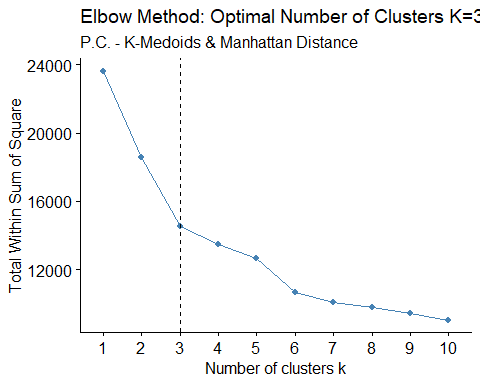 Elbow Method: Optimal Number of Clusters K=3
P.C. - K-Medoids & Manhattan Distance
Total Within Sum of Square
24000
20000
16000
12000
1 2 3 4 5 6 7 8 9 10
Number of clusters k